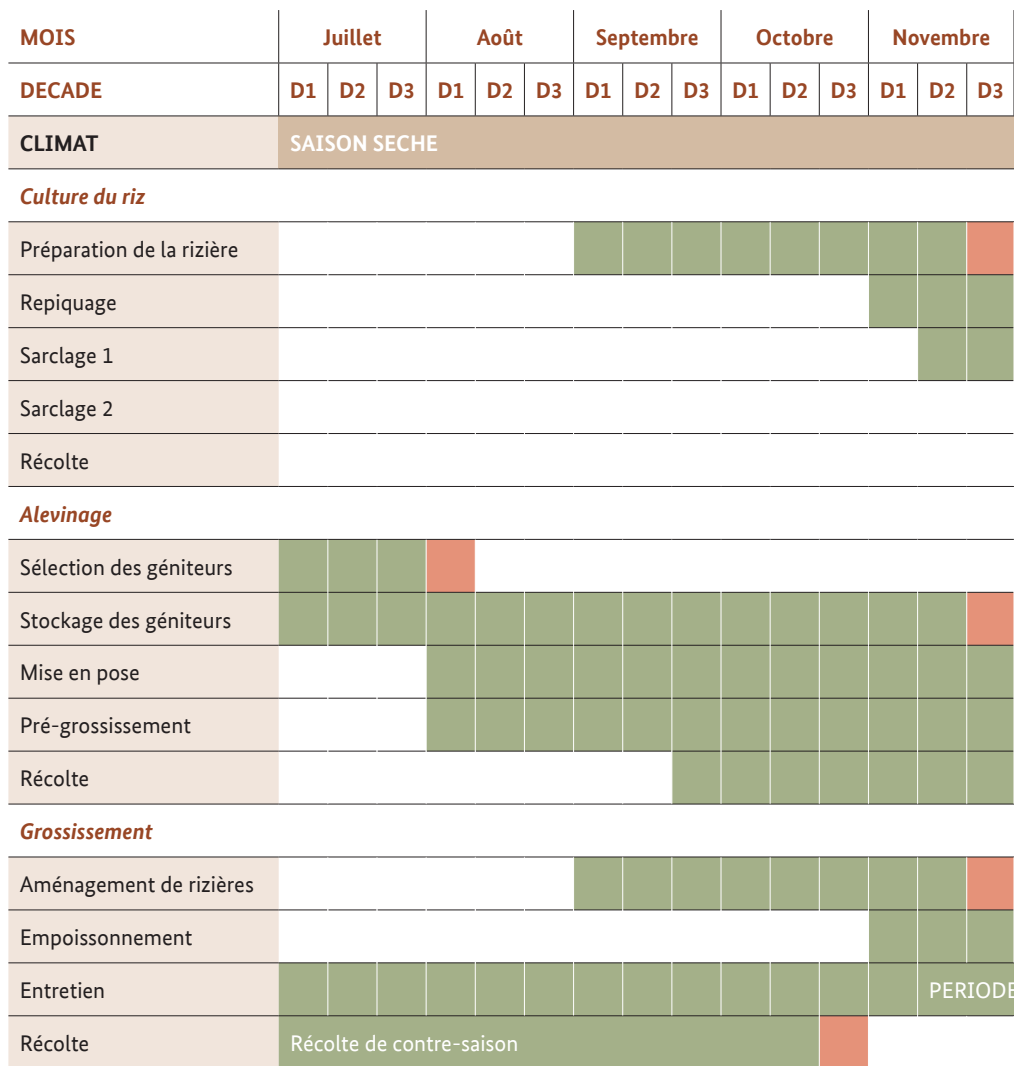 MOIS Juillet Août Septembre Octobre Novembre
DECADE D1 D2 D3 D1 D2 D3 D1 D2 D3 D1 D2 D3 D1 D2 D3
CLIMAT SAISON SECHE
Culture du riz
Préparation de la rizière
Repiquage
Sarclage 1
Sarclage 2
Récolte
Alevinage
Sélection des géniteurs
Stockage des géniteurs
Mise en pose
Pré-grossissement
Récolte
Grossissement
Aménagement de rizières
Empoissonnement
Entretien PERIODE
Récolte Récolte de contre-saison